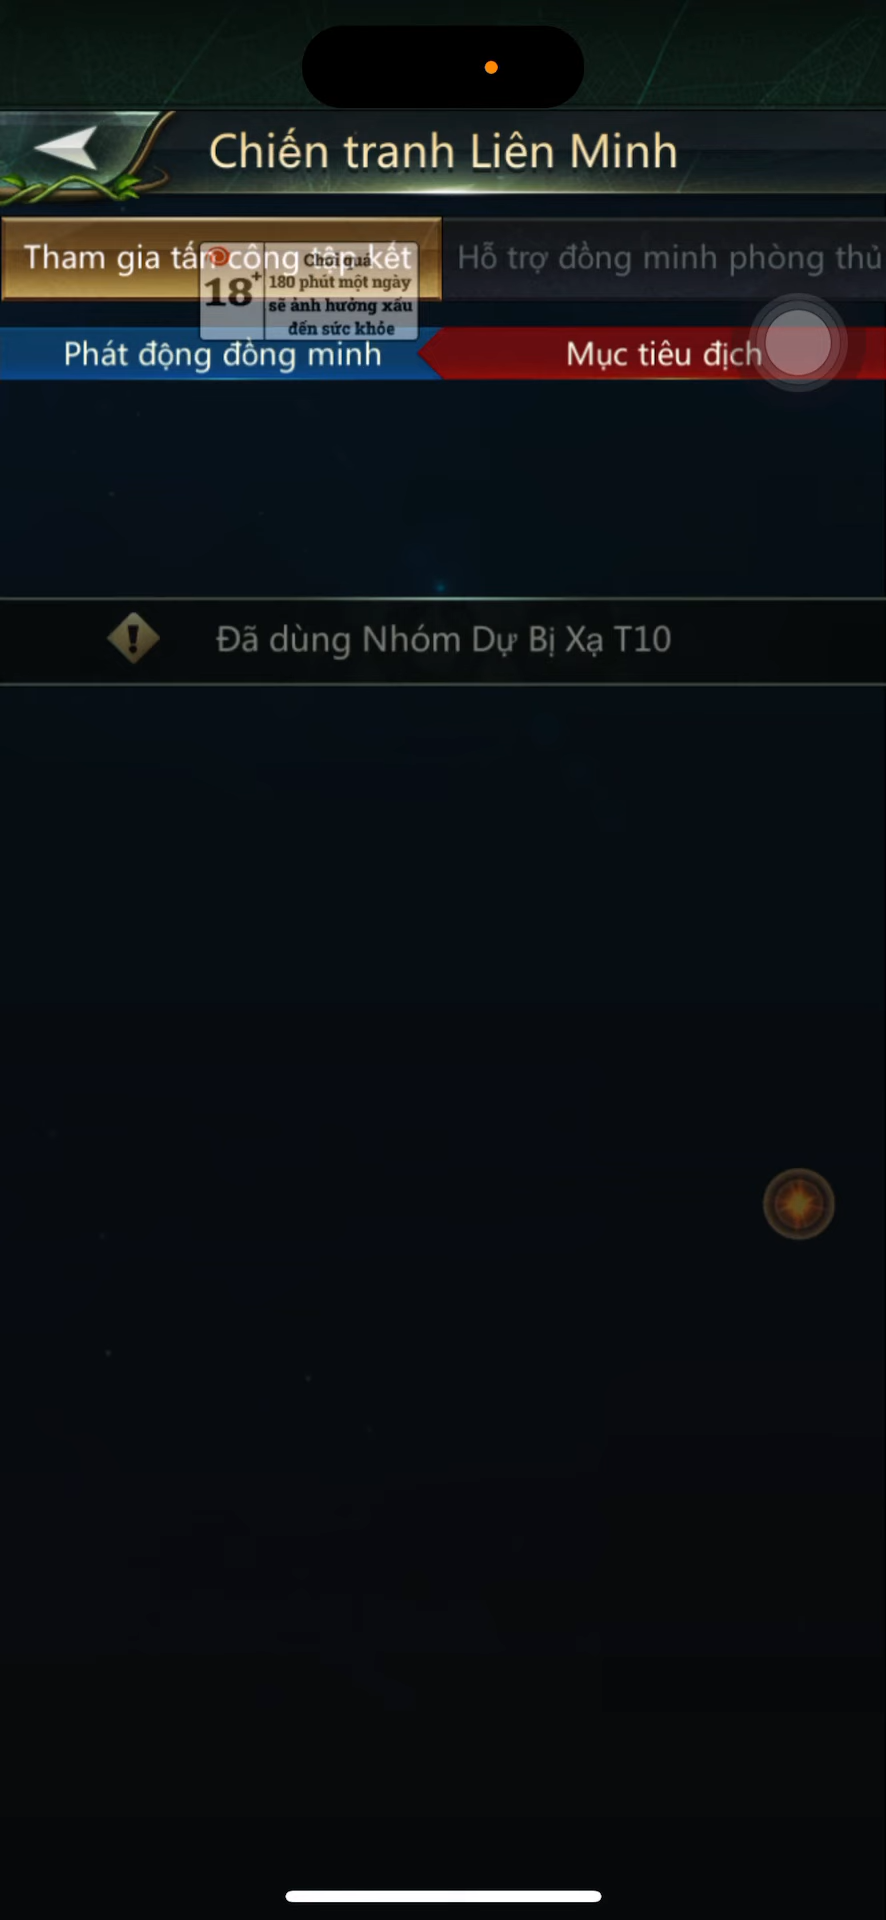 Chiến tranh Liên Minh
Tham gia tấn công tập kết
Hỗ trợ đồng minh phòng thủ
18+
Chơi quá
180 phút một ngày
sẽ ảnh hưởng xấu
đến sức khỏe
Phát động đồng minh
Mục tiêu địch
Đã dùng Nhóm Dự Bị Xạ T10